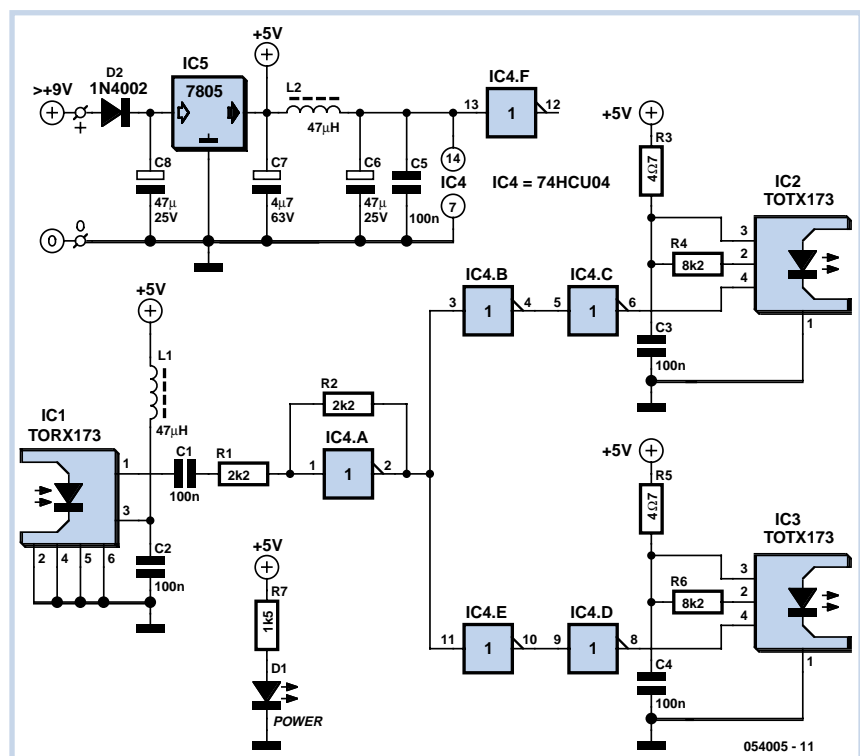 +5V
D2
1N4002
IC5
7805
>+9V
+
L2
47µH
C8
47µ
25V
C7
4µ7
63V
C6
47µ
25V
C5
100n
14
IC4
7
0
0
IC4.F
13
1
12
IC4 = 74HCU04
+5V
R3
4Ω7
IC2
TOTX173
3
R4
8k2
2
4
1
C3
100n
IC4.B
3
1
4
IC4.C
5
1
6
+5V
L1
47µH
IC1
TORX173
1
3
2
4
5
6
C1
100n
R1
2k2
R2
2k2
IC4.A
1
1
2
C2
100n
+5V
R7
1k5
D1
POWER
IC4.E
11
1
10
IC4.D
9
1
8
+5V
R5
4Ω7
IC3
TOTX173
3
R6
8k2
2
4
1
C4
100n
054005 - 11